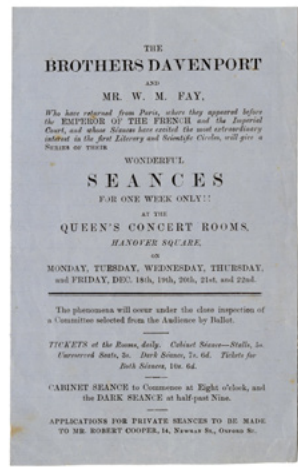 THE
BROTHERS DAVENPORT
AND
MR. W. M. FAY,
Who have returned from Paris, where they appeared before
the EMPEROR OF THE FRENCH and the Imperial
Court, and whose Séances have excited the most extraordinary
interest in the first Literary and Scientific Circles, will give a
SERIES OF THEIR
WONDERFUL
SEANCES
FOR ONE WEEK ONLY!!
AT THE
QUEEN'S CONCERT ROOMS,
HANOVER SQUARE,
ON
MONDAY, TUESDAY, WEDNESDAY, THURSDAY,
and FRIDAY, DEC. 18th, 19th, 20th, 21st, and 22nd.
The phenomena will occur under the close inspection of
a Committee selected from the Audience by Ballot.
TICKETS at the Rooms, daily. Cabinet Séance—Stalls, 5s.
Unreserved Seats, 3s. Dark Séance, 7s. 6d. Tickets for
Both Séances, 10s. 6d.
CABINET SEANCE to Commence at Eight o'clock, and
the DARK SEANCE at half-past Nine.
APPLICATIONS FOR PRIVATE SEANCES TO BE MADE
TO MR. ROBERT COOPER, 14, NEWMAN ST., OXFORD ST.